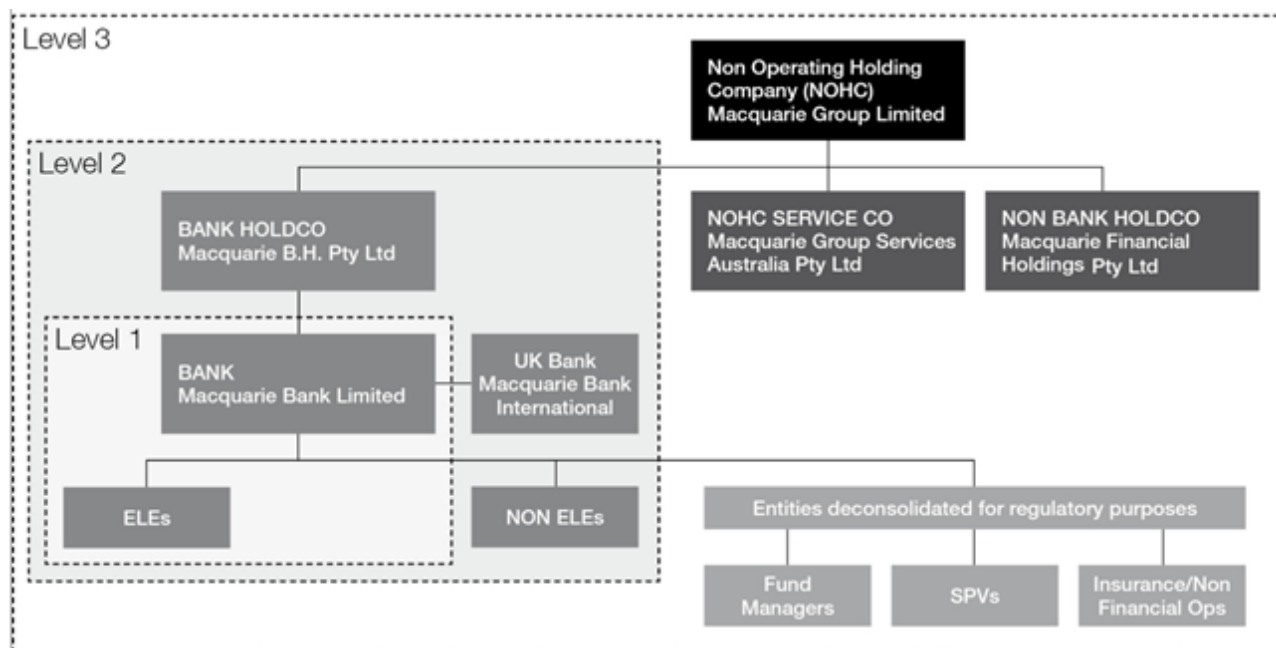 Level 3
Non Operating Holding
Company (NOHC)
Macquarie Group Limited
Level 2
BANK HOLDCO
Macquarie B.H. Pty Ltd
NOHC SERVICE CO
Macquarie Group Services
Australia Pty Ltd
NON BANK HOLDCO
Macquarie Financial
Holdings Pty Ltd
Level 1
BANK
Macquarie Bank Limited
UK Bank
Macquarie Bank
International
ELEs
NON ELEs
Entities deconsolidated for regulatory purposes
Fund
Managers
SPVs
Insurance/Non
Financial Ops